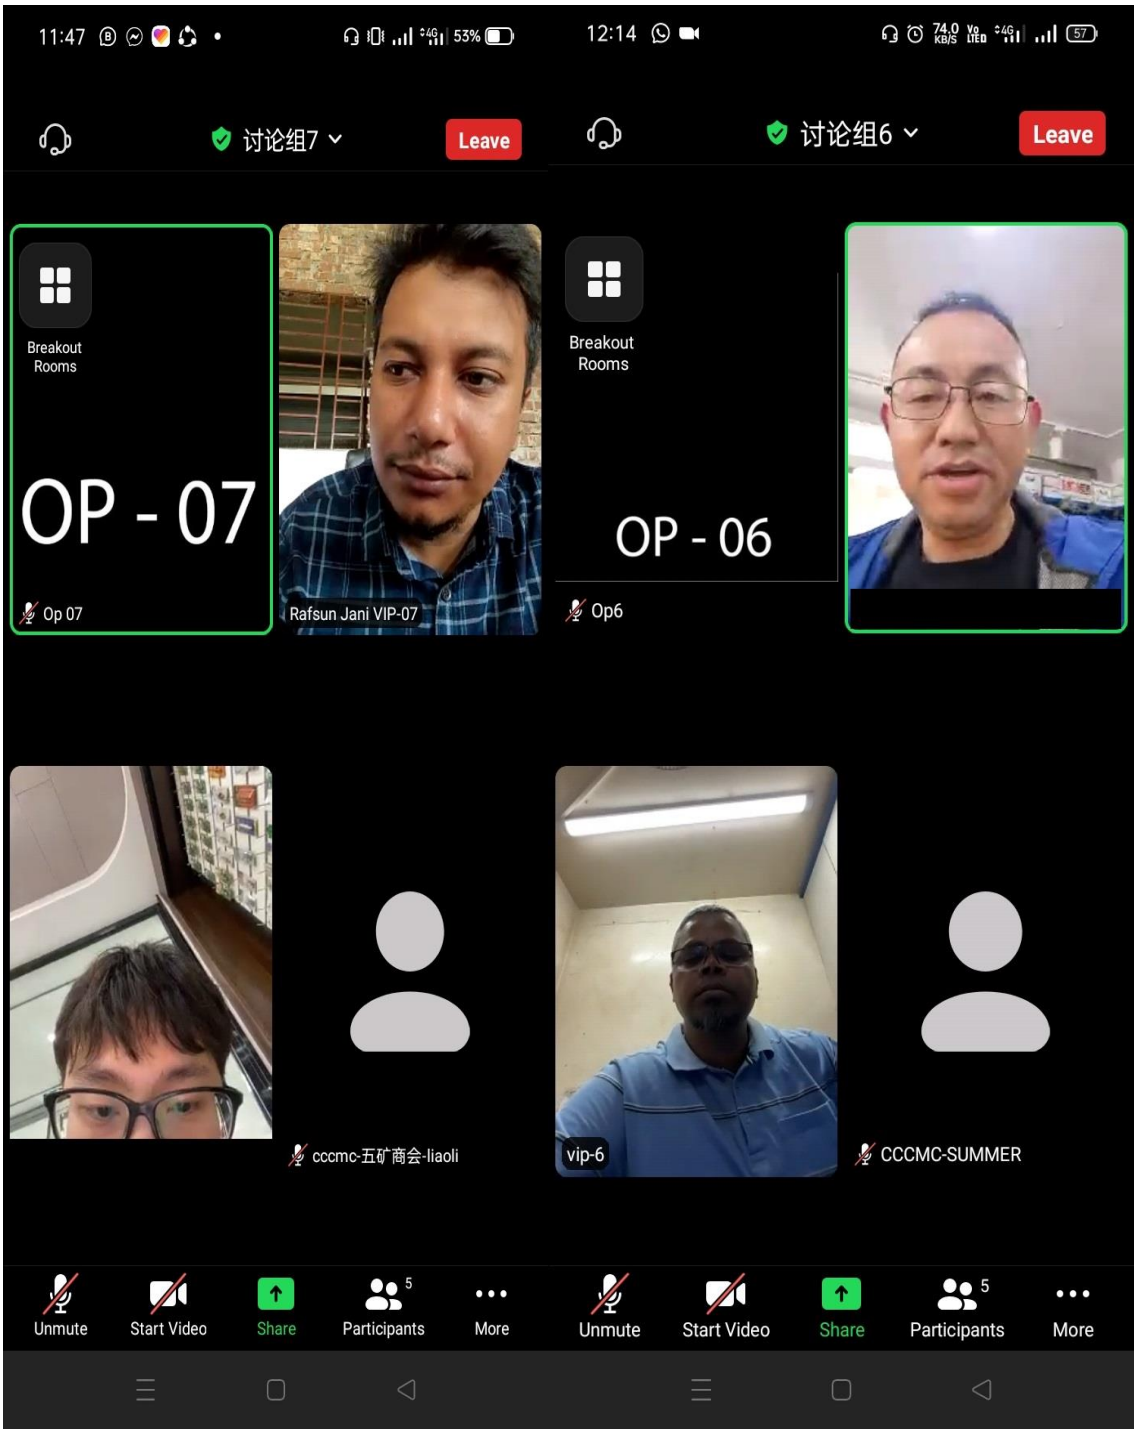 11:47
53%
讨论组7
Leave
Breakout
Rooms
OP - 07
Op 07
Rafsun Jani VIP-07
cccmc-五矿商会-liaoli
5
Unmute
Start Video
Share
Participants
More
12:14
74.0
KB/S
Vo
LTE
4G
57
讨论组6
Leave
Breakout
Rooms
OP - 06
Op6
vip-6
CCCMC-SUMMER
5
Unmute
Start Video
Share
Participants
More